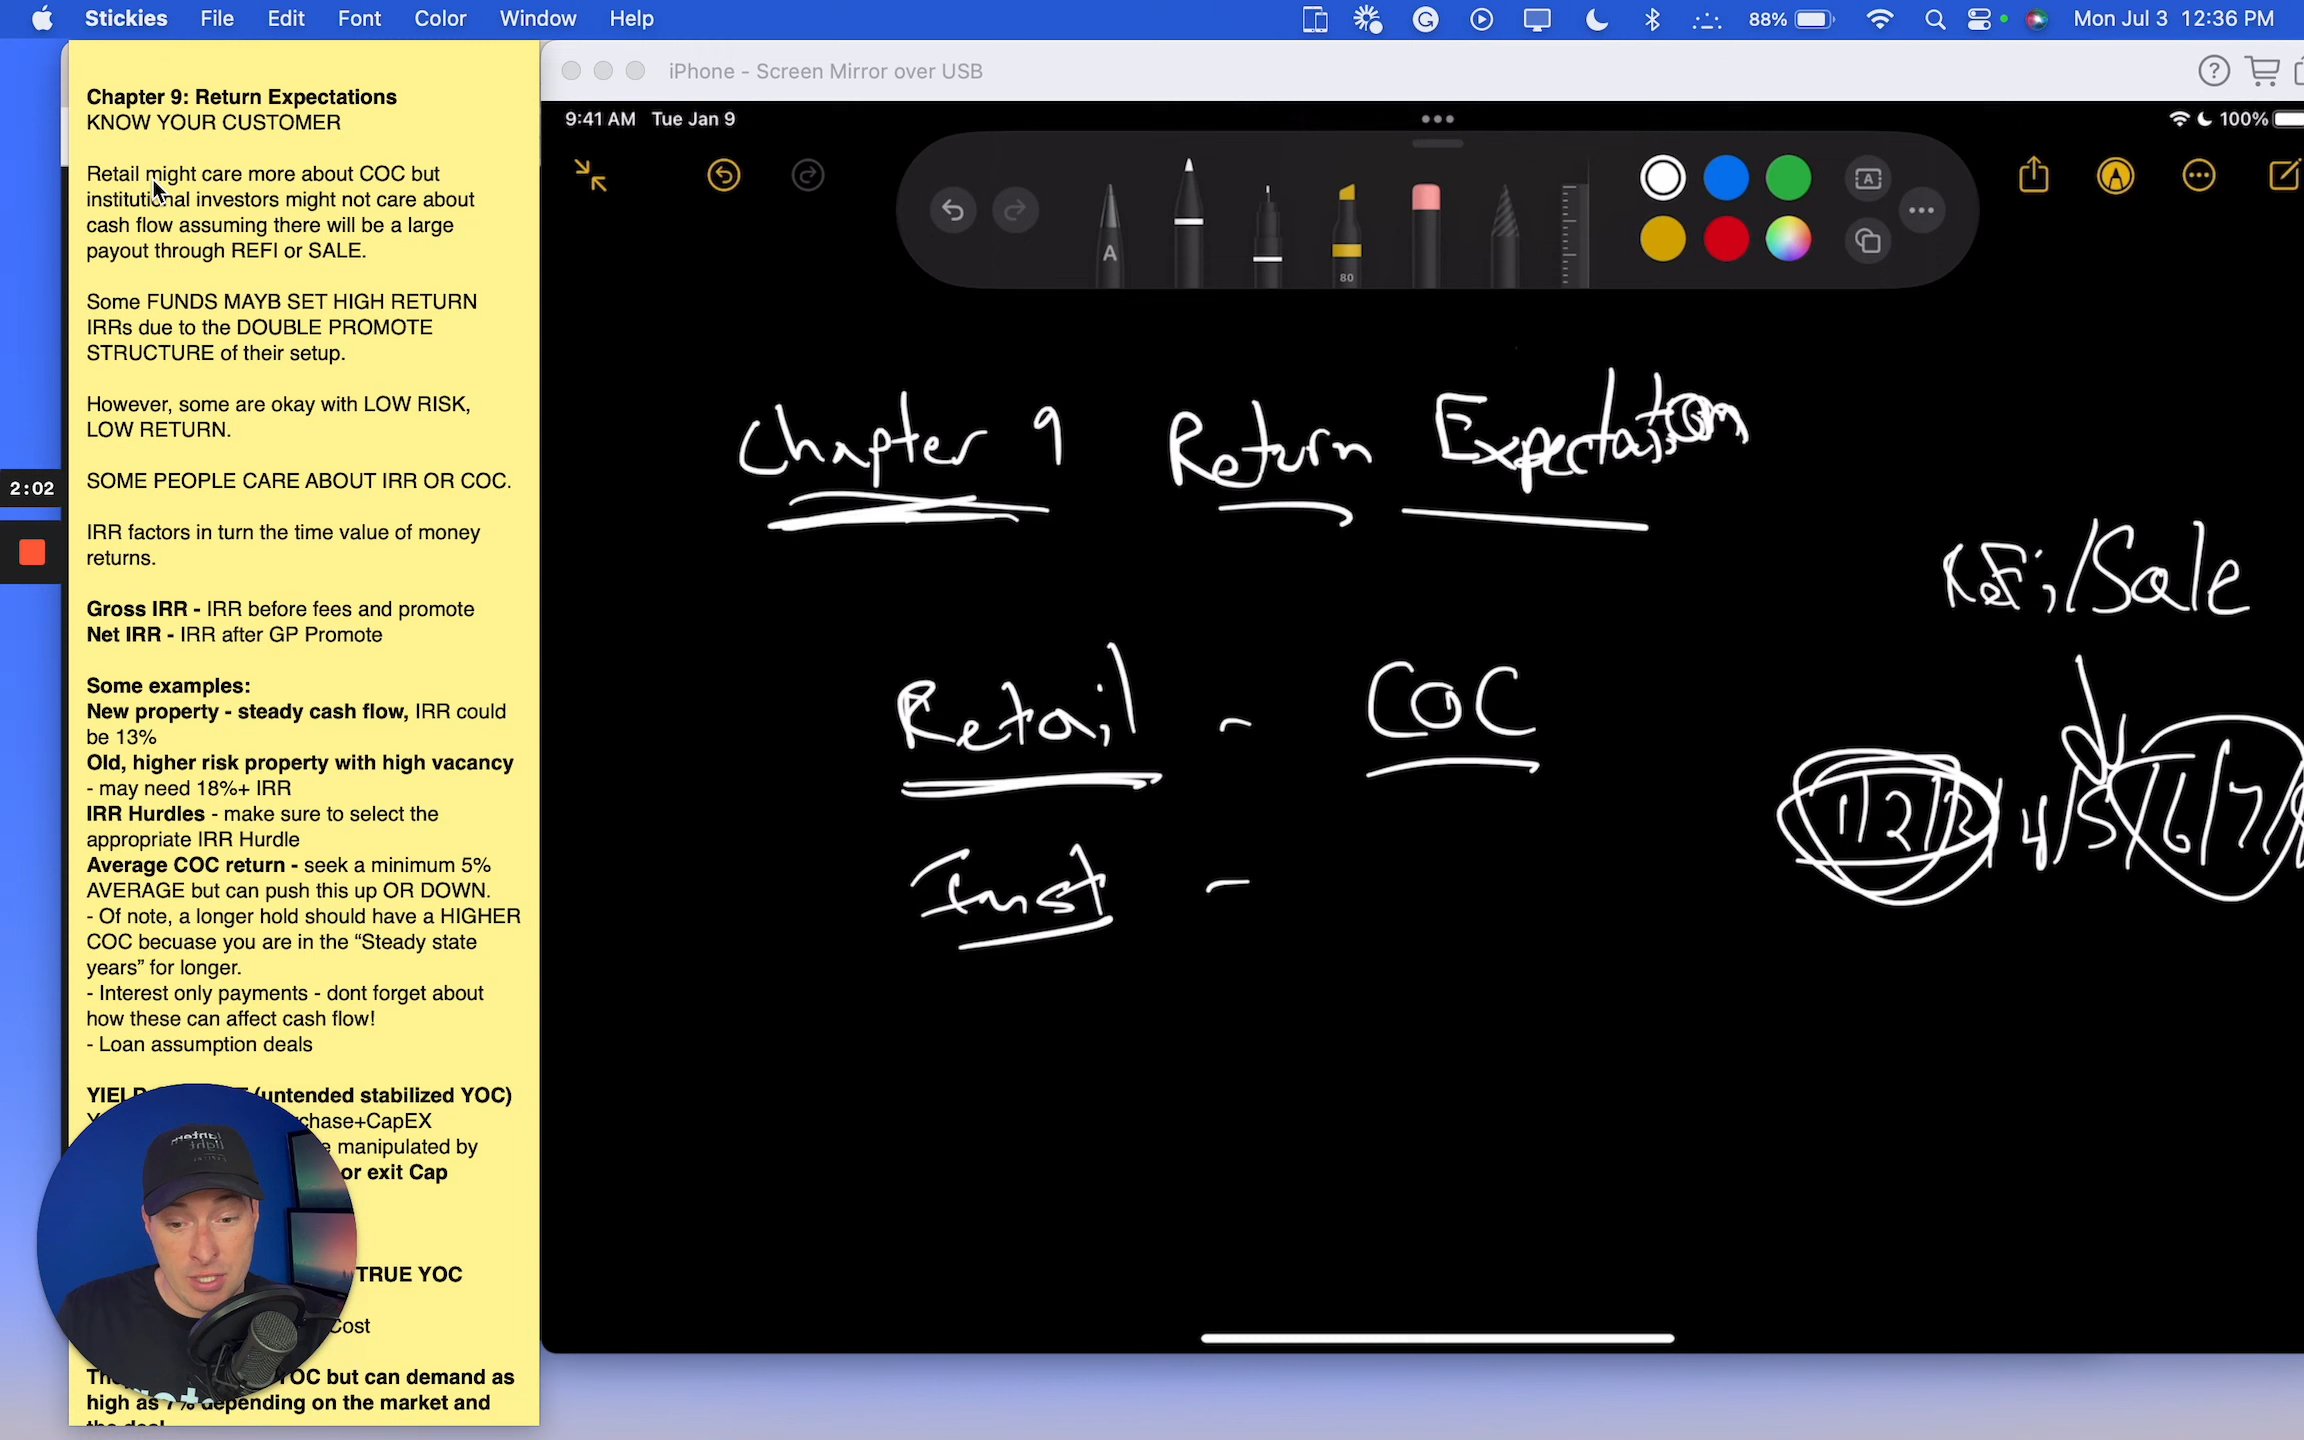 Stickies File Edit Font Color Window Help
88% Mon Jul 3 12:36 PM
Chapter 9: Return Expectations
KNOW YOUR CUSTOMER
Retail might care more about COC but
institutional investors might not care about
cash flow assuming there will be a large
payout through REFI or SALE.
Some FUNDS MAYB SET HIGH RETURN
IRRs due to the DOUBLE PROMOTE
STRUCTURE of their setup.
However, some are okay with LOW RISK,
LOW RETURN.
SOME PEOPLE CARE ABOUT IRR OR COC.
IRR factors in turn the time value of money
returns.
Gross IRR - IRR before fees and promote
Net IRR - IRR after GP Promote
Some examples:
New property - steady cash flow, IRR could
be 13%
Old, higher risk property with high vacancy
- may need 18%+ IRR
IRR Hurdles - make sure to select the
appropriate IRR Hurdle
Average COC return - seek a minimum 5%
AVERAGE but can push this up OR DOWN.
- Of note, a longer hold should have a HIGHER
COC becuase you are in the “Steady state
years” for longer.
- Interest only payments - dont forget about
how these can affect cash flow!
- Loan assumption deals
(untended stabilized YOC)
manipulated by
or exit Cap
TRUE YOC
Cost
but can demand as
high as 7% depending on the market and
2:02
iPhone - Screen Mirror over USB
9:41 AM Tue Jan 9
100%
A
80
A
Chapter 9 Return Expectation
Refi/Sale
Retail - COC
1/2/3/4/5/6/7/
Inst -